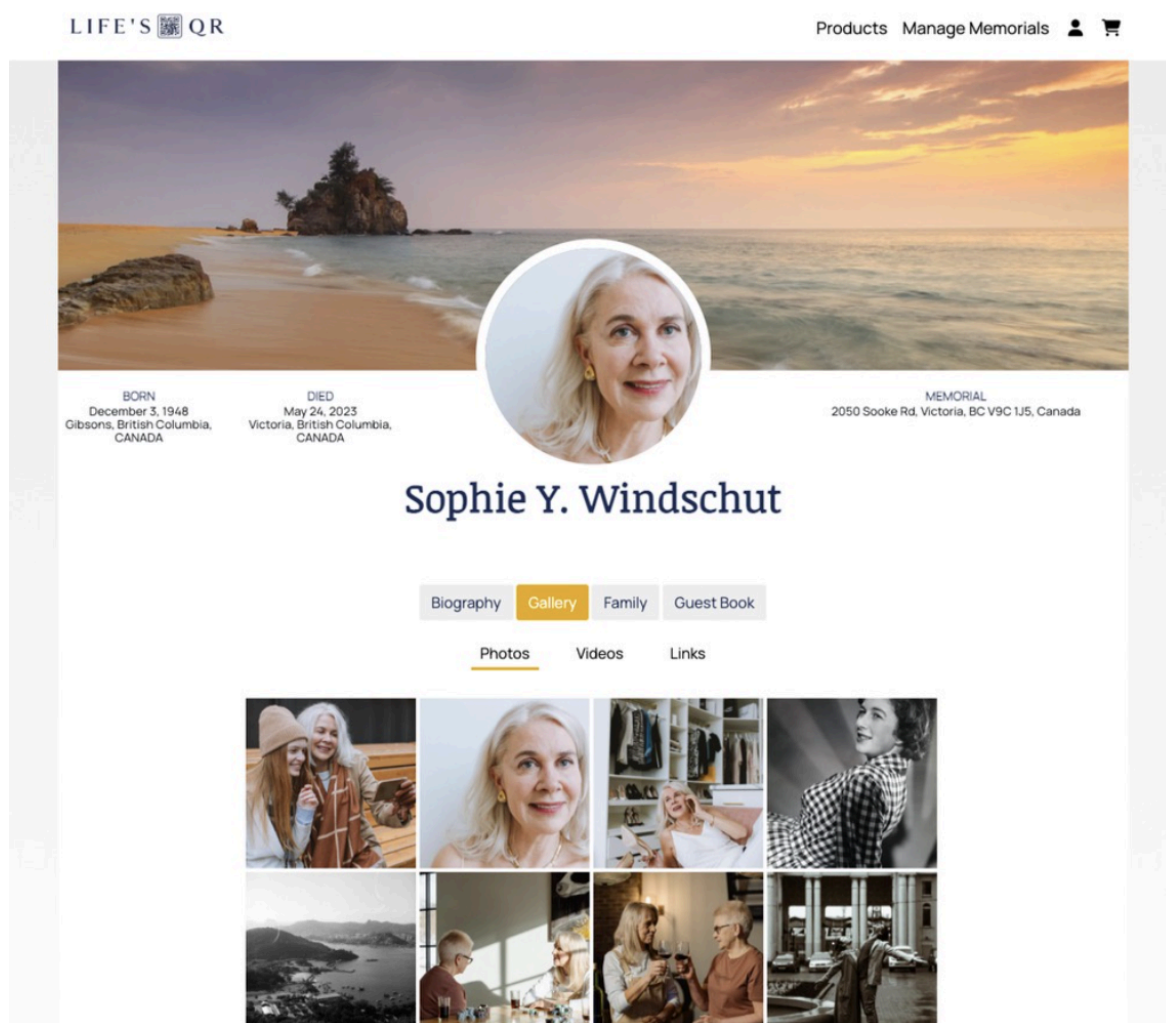 LIFE'S QR
Products Manage Memorials
BORN
December 3, 1948
Gibsons, British Columbia,
CANADA
DIED
May 24, 2023
Victoria, British Columbia,
CANADA
MEMORIAL
2050 Sooke Rd, Victoria, BC V9C 1J5, Canada
Sophie Y. Windschut
Biography Gallery Family Guest Book
Photos Videos Links